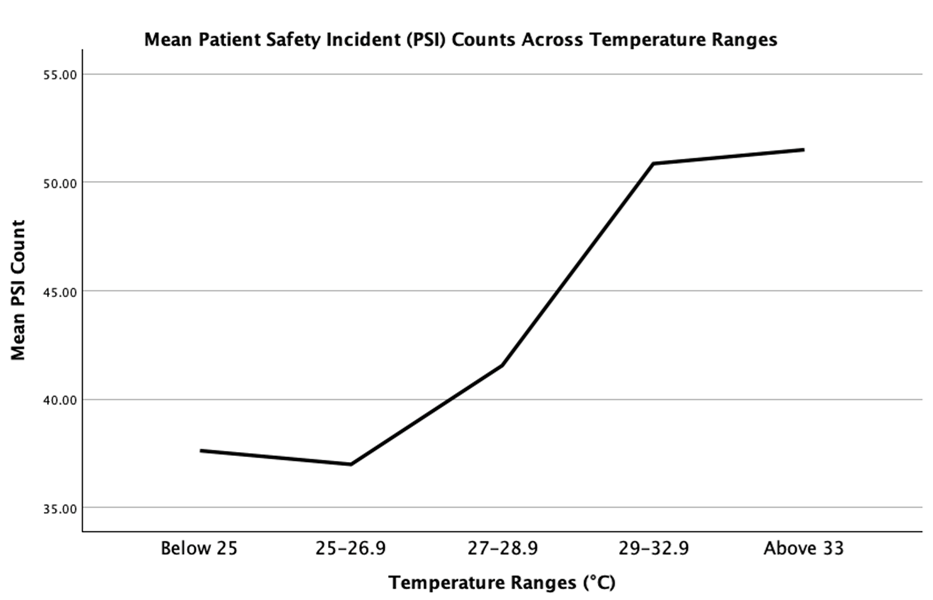 Mean Patient Safety Incident (PSI) Counts Across Temperature Ranges
55.00
50.00
45.00
40.00
35.00
Mean PSI Count
Below 25
25–26.9
27–28.9
29–32.9
Above 33
Temperature Ranges (°C)